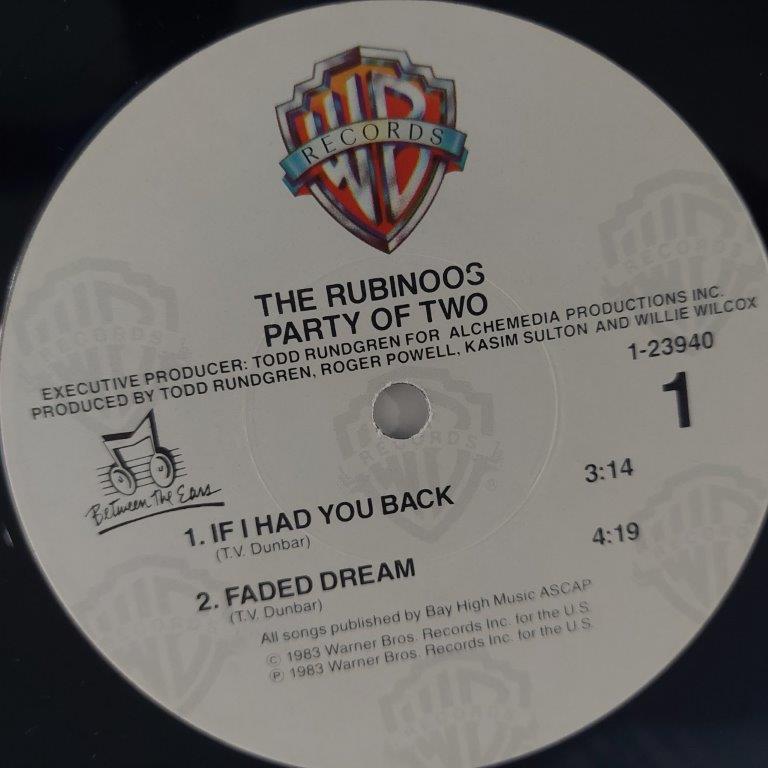 WB
RECORDS
THE RUBINOOS
PARTY OF TWO
EXECUTIVE PRODUCER: TODD RUNDGREN FOR ALCHEMEDIA PRODUCTIONS INC.
PRODUCED BY TODD RUNDGREN, ROGER POWELL, KASIM SULTON AND WILLIE WILCOX
1-23940
1
Between The Ears
1. IF I HAD YOU BACK 3:14
(T.V. Dunbar)
2. FADED DREAM 4:19
(T.V. Dunbar)
All songs published by Bay High Music ASCAP
© 1983 Warner Bros. Records Inc. for the U.S.
℗ 1983 Warner Bros. Records Inc. for the U.S.